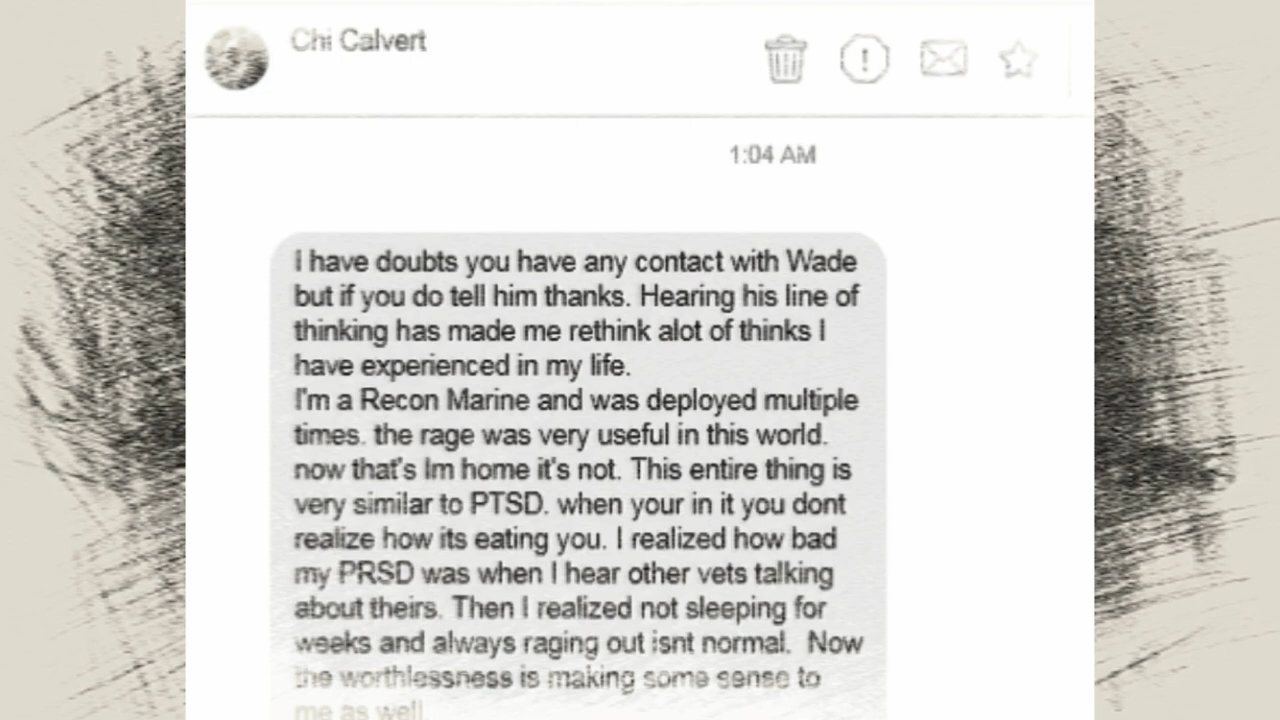 Chi Calvert
1:04 AM
I have doubts you have any contact with Wade
but if you do tell him thanks. Hearing his line of
thinking has made me rethink alot of thinks I
have experienced in my life.
I'm a Recon Marine and was deployed multiple
times. the rage was very useful in this world.
now that's Im home it's not. This entire thing is
very similar to PTSD. when your in it you dont
realize how its eating you. I realized how bad
my PRSD was when I hear other vets talking
about theirs. Then I realized not sleeping for
weeks and always raging out isnt normal.  Now
the worthlessness is making some sense to
me as well.